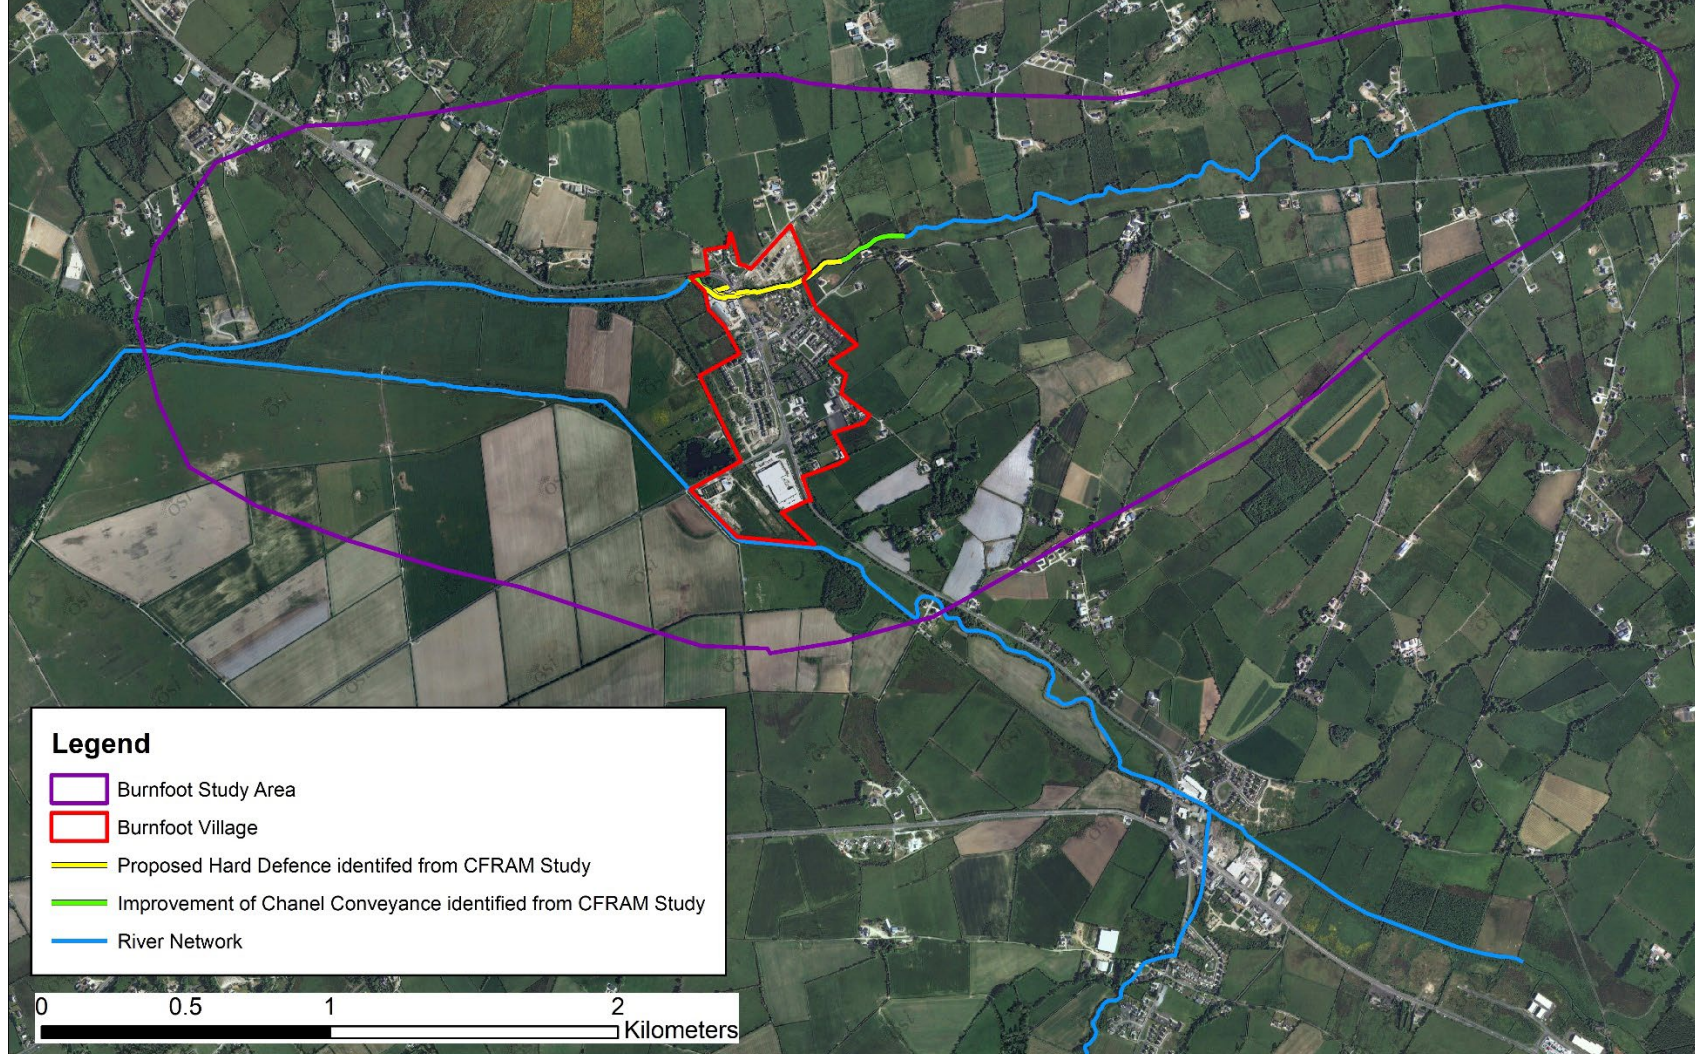 Legend
Burnfoot Study Area
Burnfoot Village
Proposed Hard Defence identifed from CFRAM Study
Improvement of Chanel Conveyance identified from CFRAM Study
River Network
0 0.5 1 2
Kilometers